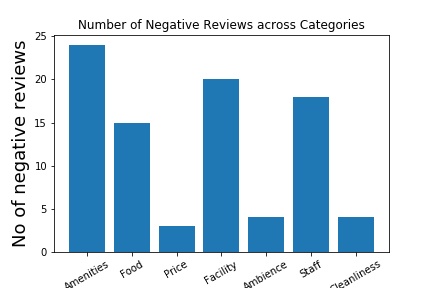 Number of Negative Reviews across Categories
No of negative reviews
25
20
15
10
5
0
Amenities
Food
Price
Facility
Ambience
Staff
Cleanliness